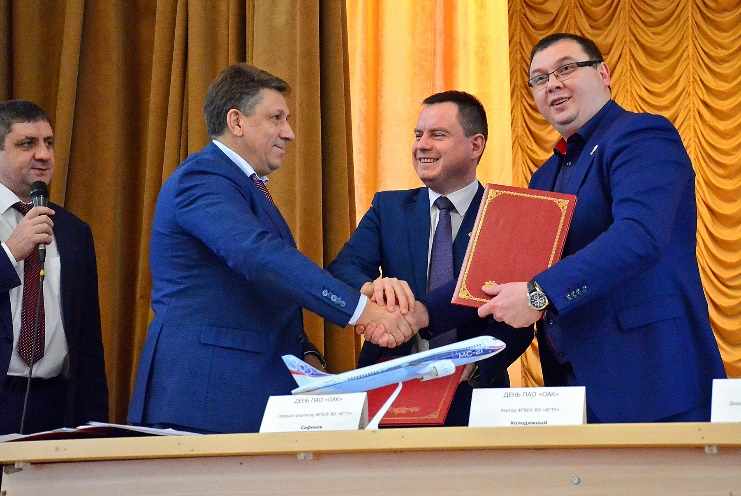 МС-21
ДЕНЬ ПАО «ОАК»
Первый проректор ФГБОУ ВО «ВГТУ»
Сафонов
ДЕНЬ ПАО «ОАК»
Ректор ФГБОУ ВО «ВГТУ»
Колодяжный